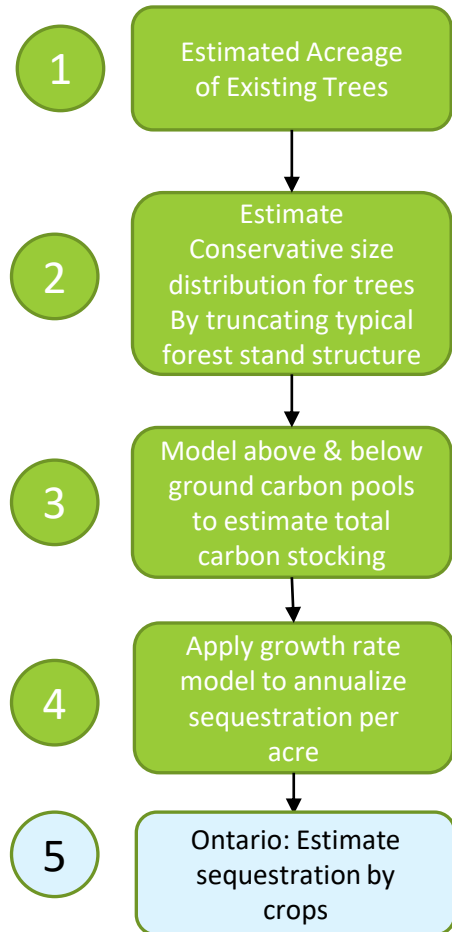 1
Estimated Acreage
of Existing Trees
2
Estimate
Conservative size
distribution for trees
By truncating typical
forest stand structure
3
Model above & below
ground carbon pools
to estimate total
carbon stocking
4
Apply growth rate
model to annualize
sequestration per
acre
5
Ontario: Estimate
sequestration by
crops